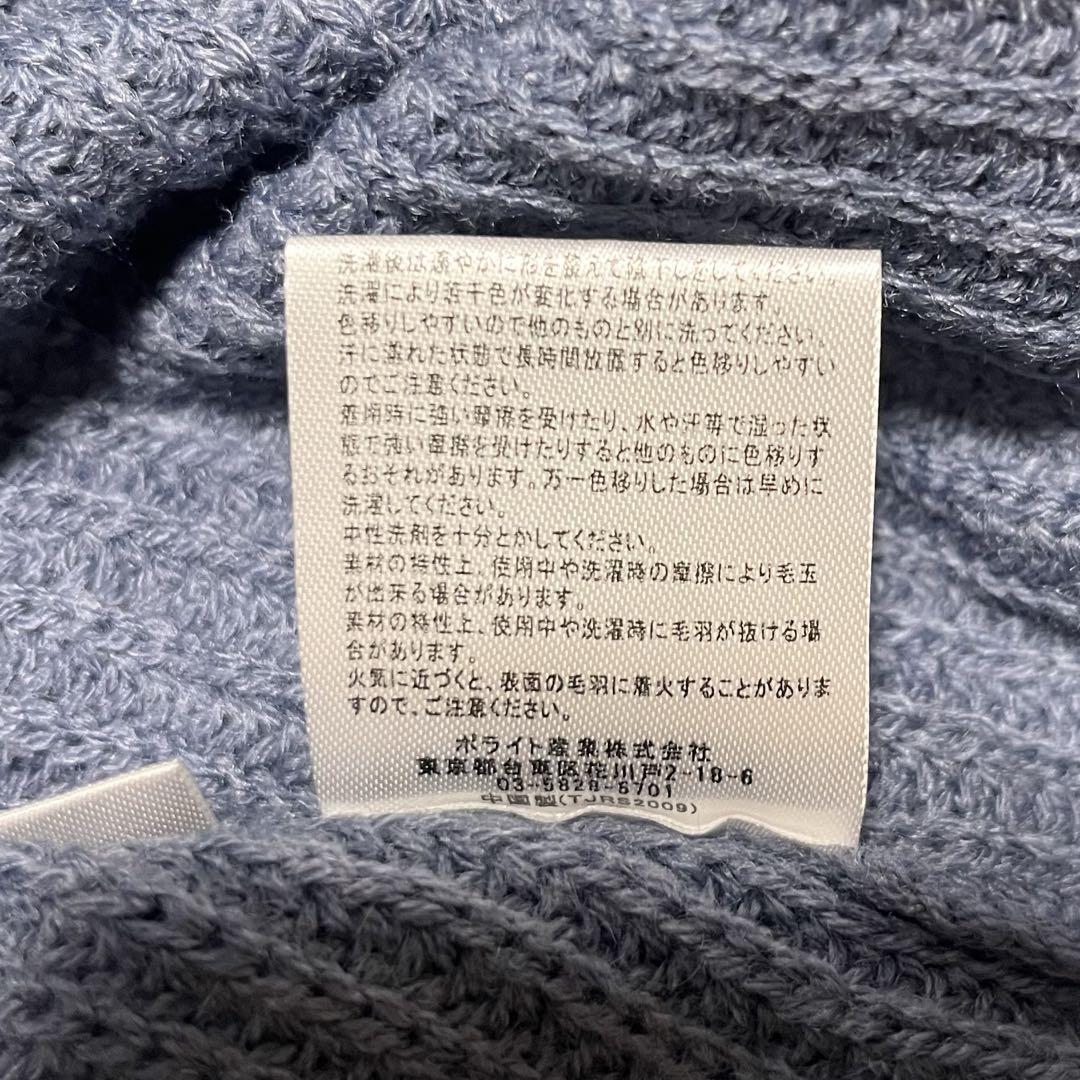 洗濯後は速やかに形を整えて陰干しをしてください。
洗濯により若干色が変化する場合があります。
色移りしやすいので他のものと別に洗ってください。
汗に濡れた状態で長時間放置すると色移りしやすい
のでご注意ください。
着用時に強い摩擦を受けたり、水や汗等で湿った状
態で強い摩擦を受けたりすると他のものに色移りす
るおそれがあります。万一色移りした場合は早めに
洗濯してください。
中性洗剤を十分とかしてください。
素材の特性上、使用中や洗濯時の摩擦により毛玉
が出来る場合があります。
素材の特性上、使用中や洗濯時に毛羽が抜ける場
合があります。
火気に近づくと、表面の毛羽に着火することがありま
すので、ご注意ください。
ポライト産業株式会社
東京都台東区花川戸2-18-6
03-5828-6701
中国製(TJRS2009)